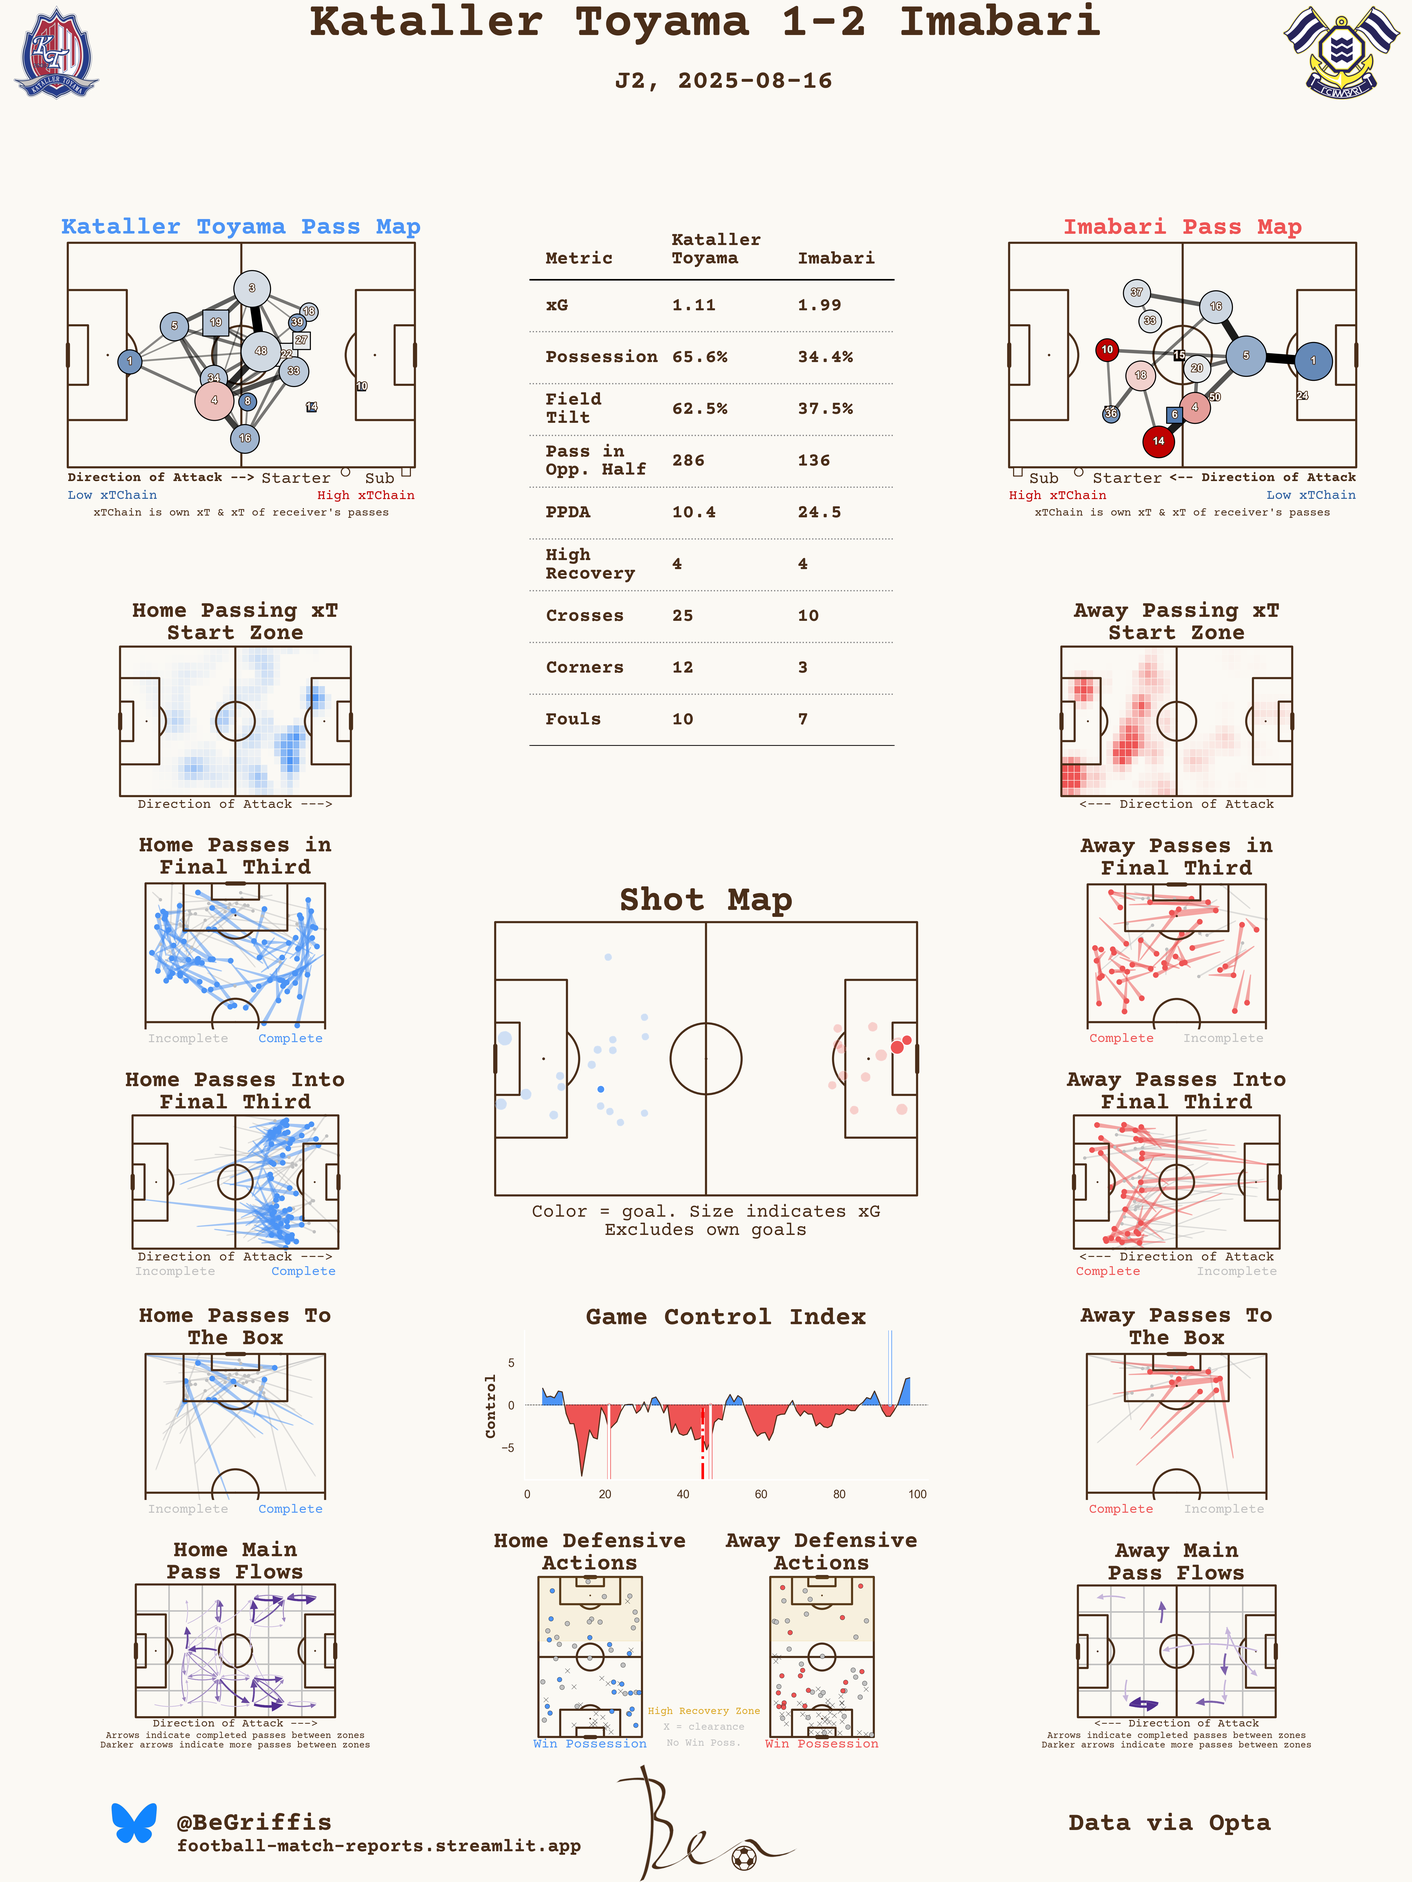 Kataller Toyama 1-2 Imabari
J2, 2025-08-16
KATALLER TOYAMA
FC IMABARI
Kataller Toyama Pass Map
3
18
39
5
19
27
48
22
1
33
34
10
4
8
14
16
Direction of Attack --> Starter Sub
Low xTChain High xTChain
xTChain is own xT & xT of receiver's passes
Metric Kataller Toyama Imabari
xG 1.11 1.99
Possession 65.6% 34.4%
Field Tilt 62.5% 37.5%
Pass in Opp. Half 286 136
PPDA 10.4 24.5
High Recovery 4 4
Crosses 25 10
Corners 12 3
Fouls 10 7
Imabari Pass Map
37
16
33
10
15
5
1
20
18
50
24
4
36
6
14
Sub Starter <-- Direction of Attack
High xTChain Low xTChain
xTChain is own xT & xT of receiver's passes
Home Passing xT
Start Zone
Direction of Attack --->
Away Passing xT
Start Zone
<--- Direction of Attack
Home Passes in
Final Third
Incomplete Complete
Away Passes in
Final Third
Complete Incomplete
Shot Map
Color = goal. Size indicates xG
Excludes own goals
Home Passes Into
Final Third
Direction of Attack --->
Incomplete Complete
Away Passes Into
Final Third
<--- Direction of Attack
Complete Incomplete
Home Passes To
The Box
Incomplete Complete
Game Control Index
Control
5
0
−5
0 20 40 60 80 100
Away Passes To
The Box
Complete Incomplete
Home Main
Pass Flows
Direction of Attack --->
Arrows indicate completed passes between zones
Darker arrows indicate more passes between zones
Home Defensive
Actions
Win Possession
High Recovery Zone
X = clearance
No Win Poss.
Away Defensive
Actions
Win Possession
Away Main
Pass Flows
<--- Direction of Attack
Arrows indicate completed passes between zones
Darker arrows indicate more passes between zones
@BeGriffis
football-match-reports.streamlit.app
Ben
Data via Opta